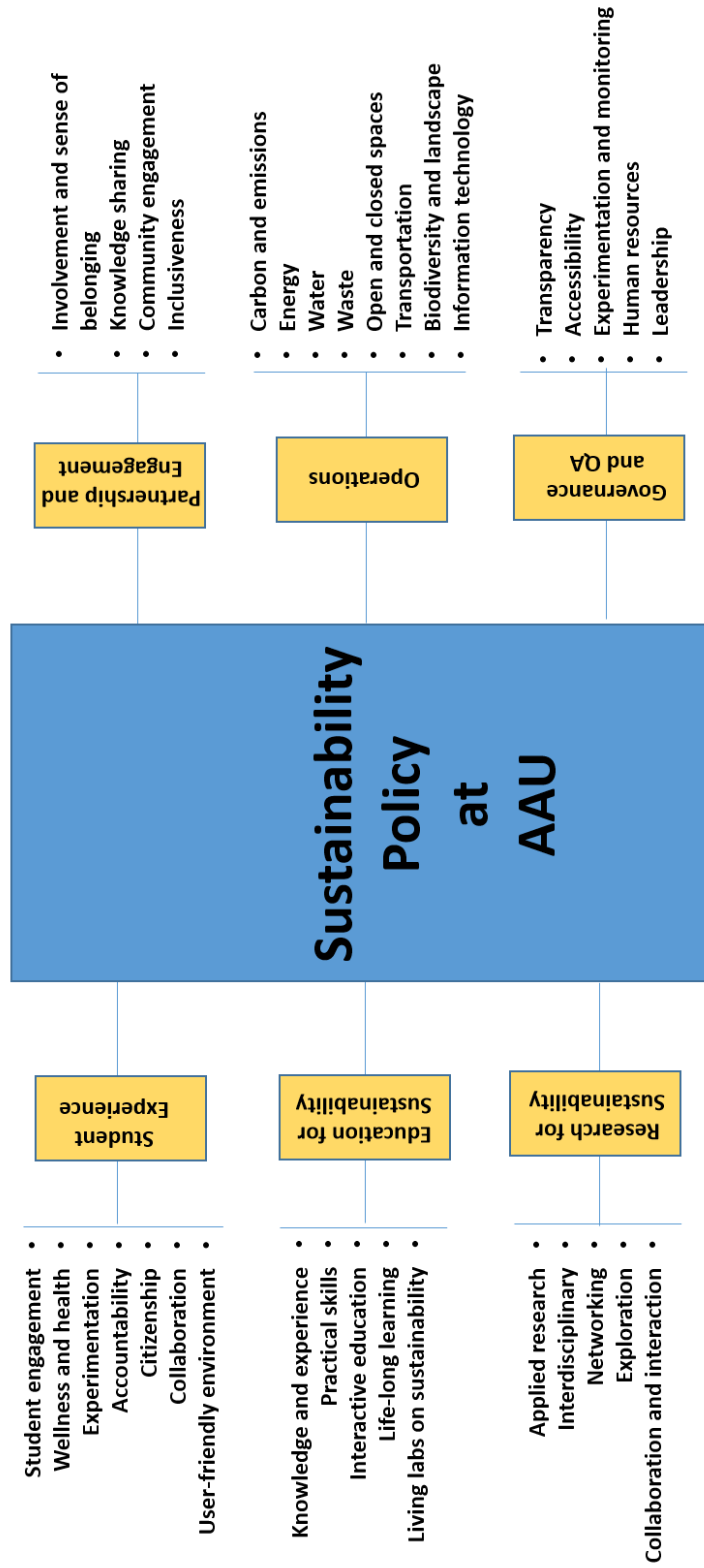 Sustainability
Policy
at
AAU
Student
Experience
• Student engagement
• Wellness and health
• Experimentation
• Accountability
• Citizenship
• Collaboration
• User-friendly environment
Education for
Sustainability
• Knowledge and experience
• Practical skills
• Interactive education
• Life-long learning
• Living labs on sustainability
Research for
Sustainability
• Applied research
• Interdisciplinary
• Networking
• Exploration
• Collaboration and interaction
Partnership and
Engagement
• Involvement and sense of
belonging
• Knowledge sharing
• Community engagement
• Inclusiveness
Operations
• Carbon and emissions
• Energy
• Water
• Waste
• Open and closed spaces
• Transportation
• Biodiversity and landscape
• Information technology
Governance
and QA
• Transparency
• Accessibility
• Experimentation and monitoring
• Human resources
• Leadership